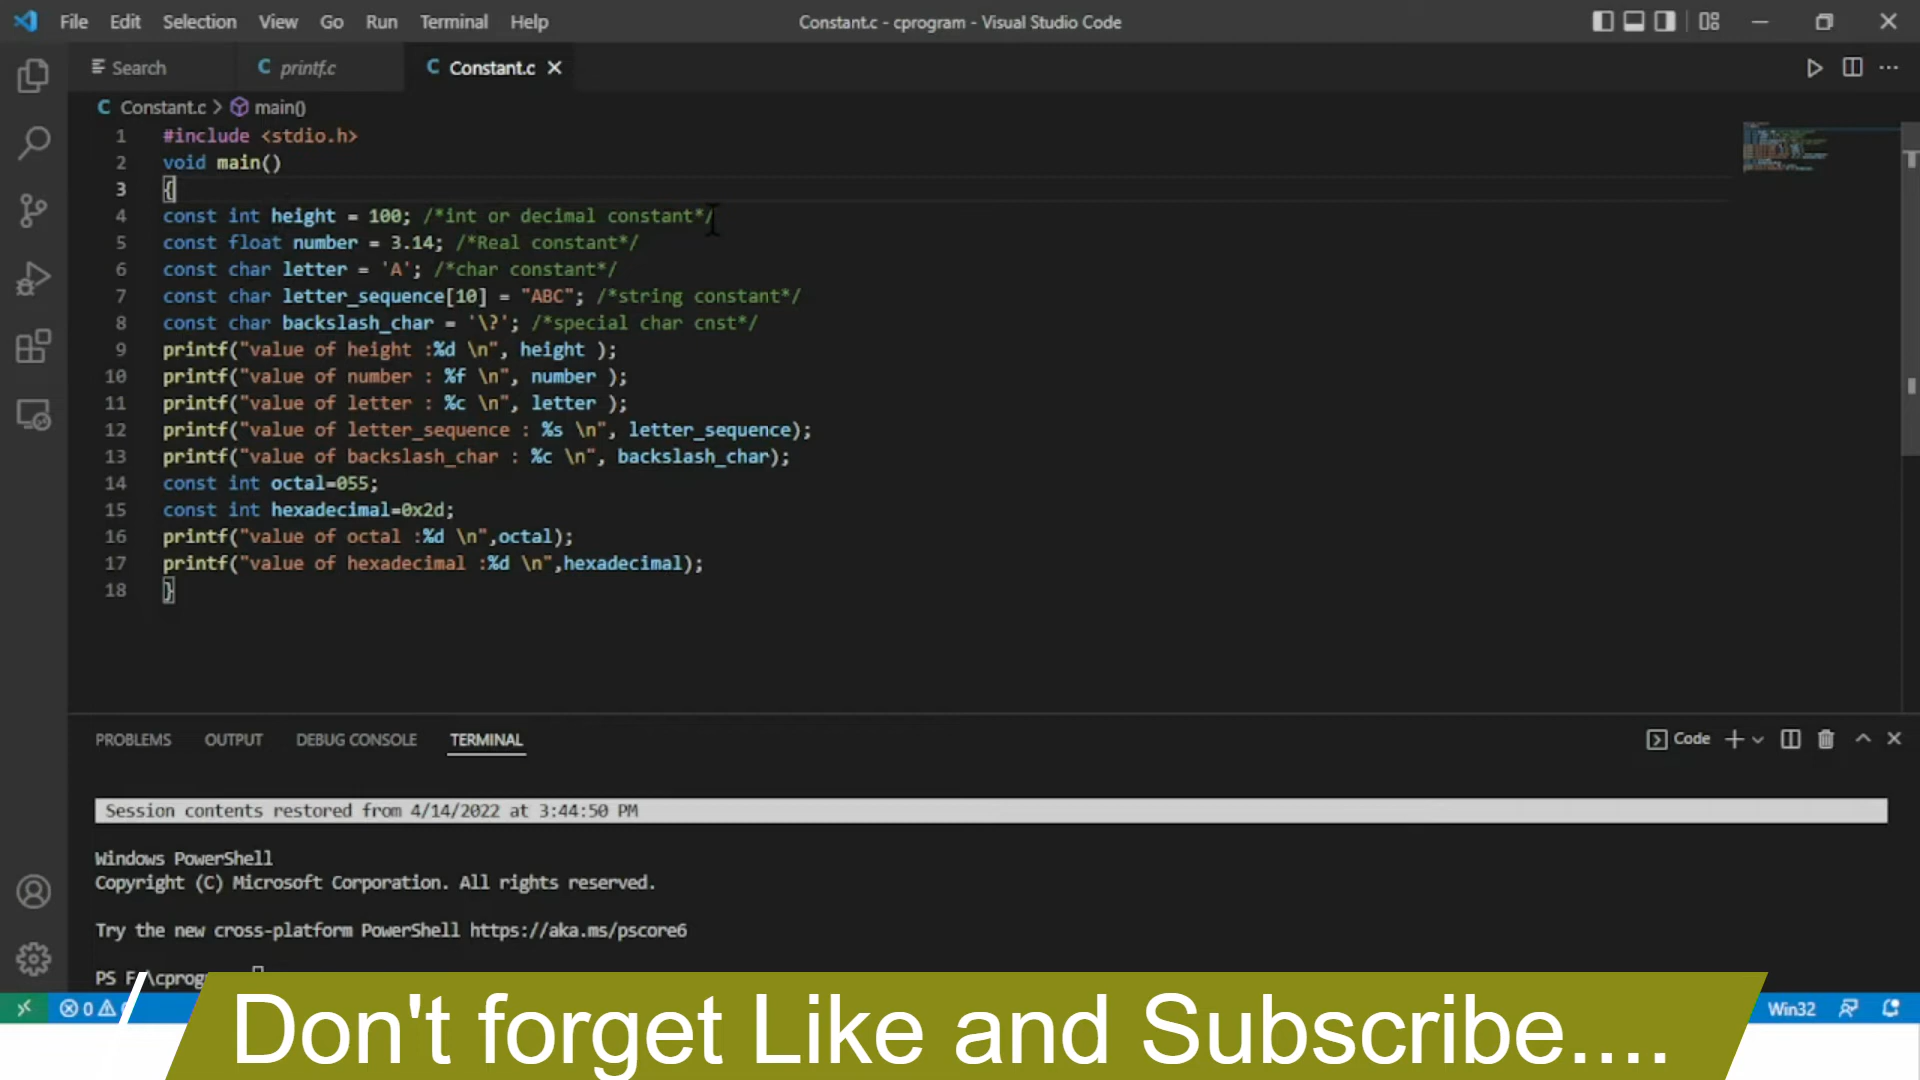 File Edit Selection View Go Run Terminal Help
Constant.c - cprogram - Visual Studio Code
Search
C printf.c
C Constant.c
C Constant.c > main()
1 #include <stdio.h>
2 void main()
3 {
4 const int height = 100; /*int or decimal constant*/
5 const float number = 3.14; /*Real constant*/
6 const char letter = 'A'; /*char constant*/
7 const char letter_sequence[10] = "ABC"; /*string constant*/
8 const char backslash_char = '\?'; /*special char cnst*/
9 printf("value of height :%d \n", height );
10 printf("value of number : %f \n", number );
11 printf("value of letter : %c \n", letter );
12 printf("value of letter_sequence : %s \n", letter_sequence);
13 printf("value of backslash_char : %c \n", backslash_char);
14 const int octal=055;
15 const int hexadecimal=0x2d;
16 printf("value of octal :%d \n",octal);
17 printf("value of hexadecimal :%d \n",hexadecimal);
18 }
PROBLEMS OUTPUT DEBUG CONSOLE TERMINAL
Code
Session contents restored from 4/14/2022 at 3:44:50 PM
Windows PowerShell
Copyright (C) Microsoft Corporation. All rights reserved.
Try the new cross-platform PowerShell https://aka.ms/pscore6
PS F:\cprog
0
Win32
Don't forget Like and Subscribe....